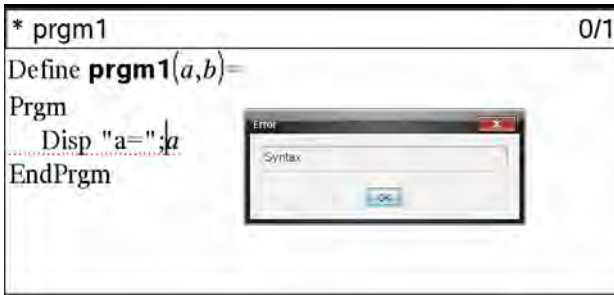 * prgm1 0/1
Define prgm1(a,b)=
Prgm
Disp "a=";a
EndPrgm
Error
Syntax
OK